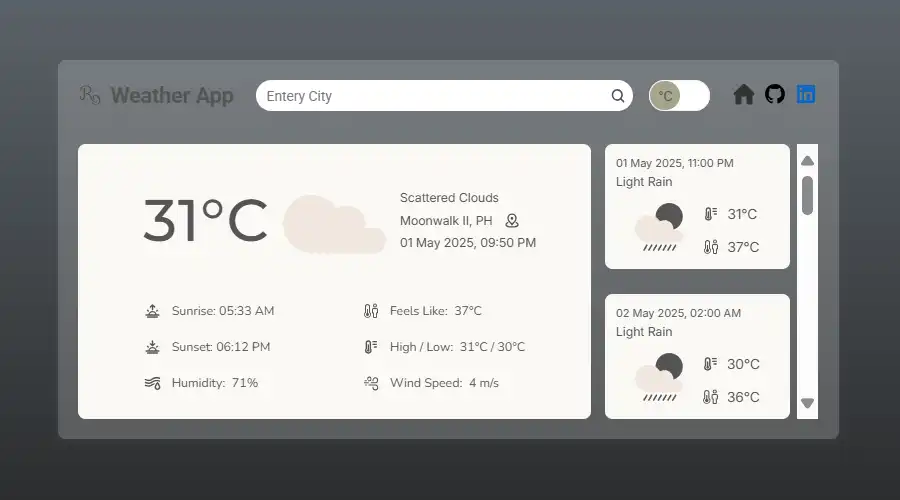 RD Weather App
Entery City
°C
31°C
Scattered Clouds
Moonwalk II, PH
01 May 2025, 09:50 PM
Sunrise: 05:33 AM
Feels Like: 37°C
Sunset: 06:12 PM
High / Low: 31°C / 30°C
Humidity: 71%
Wind Speed: 4 m/s
01 May 2025, 11:00 PM
Light Rain
31°C
37°C
02 May 2025, 02:00 AM
Light Rain
30°C
36°C
in